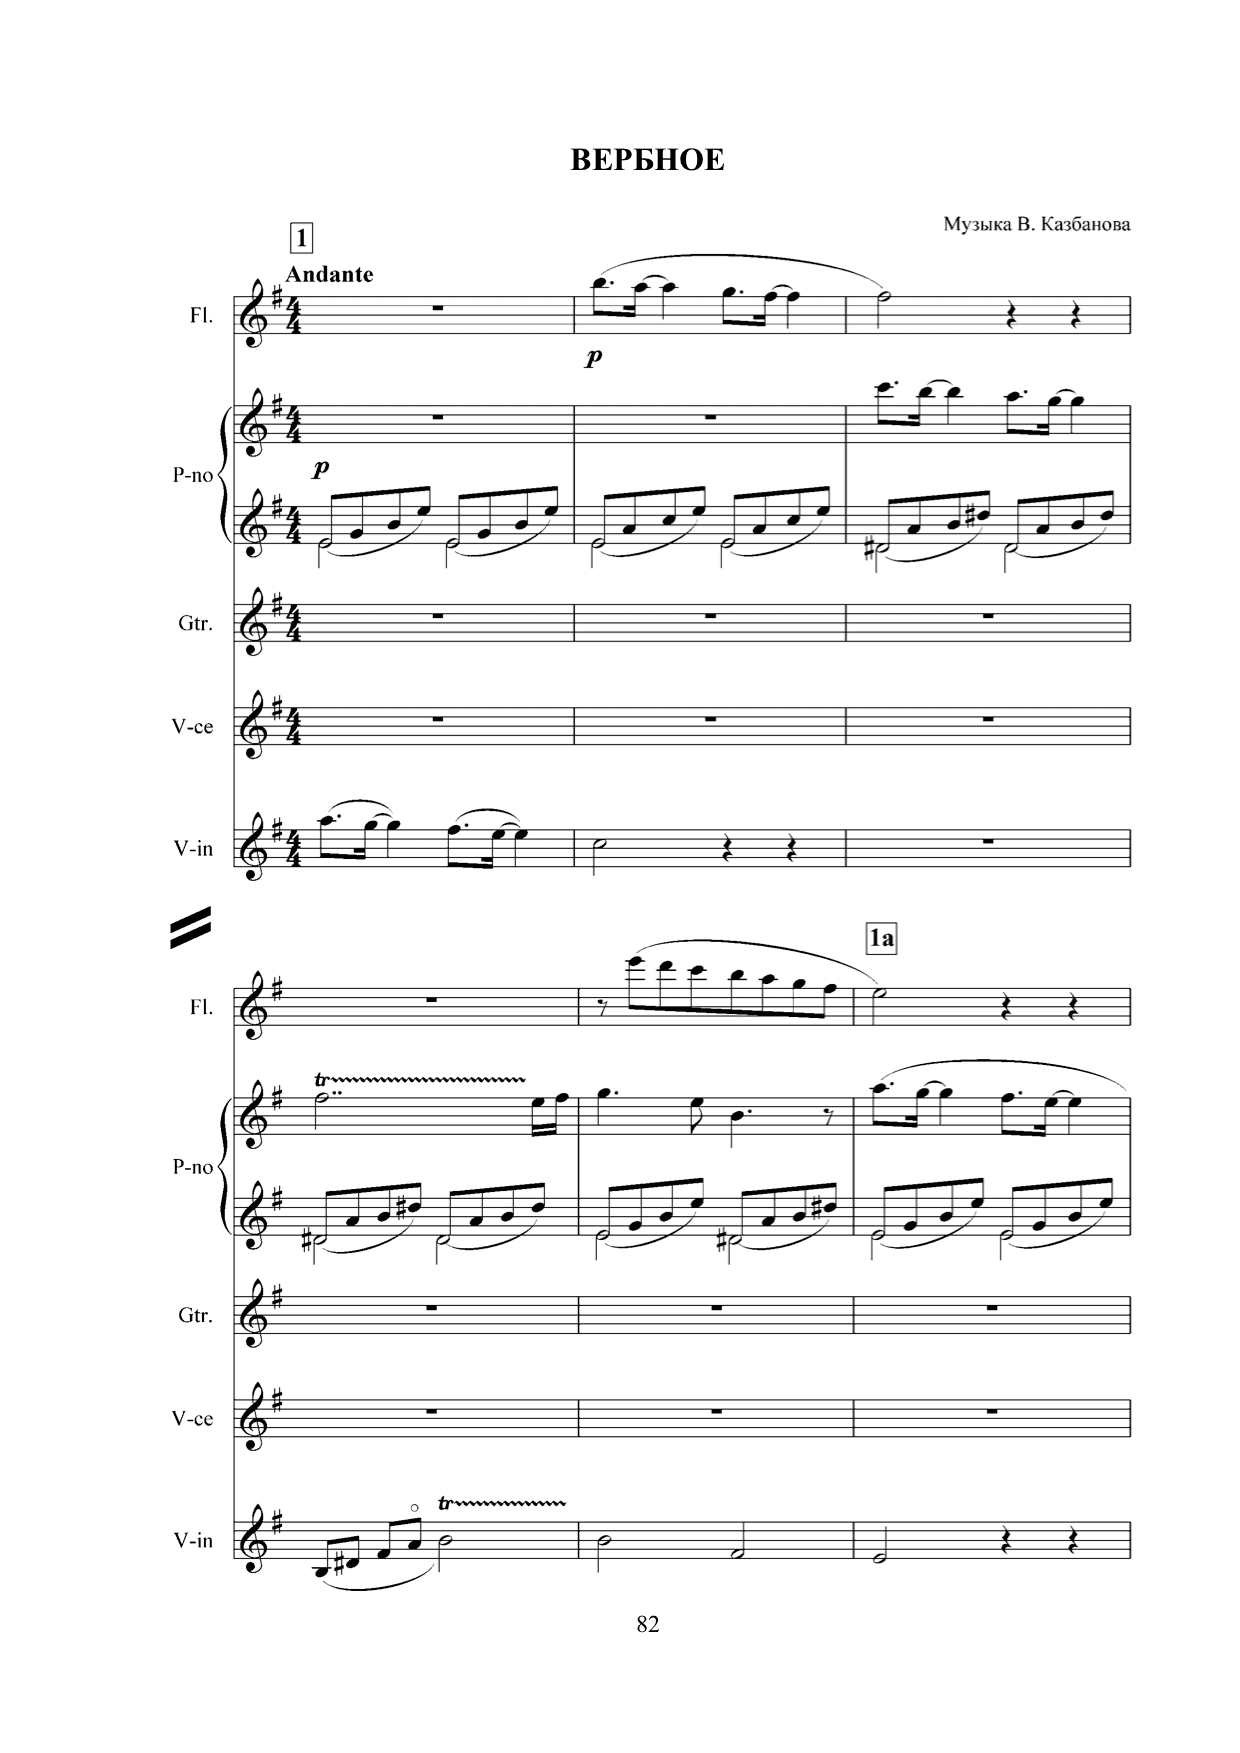 ВЕРБНОЕ
Музыка В. Казбанова
1
Andante
Fl.
p
P-no
p
Gtr.
V-ce
V-in
1a
Fl.
tr
P-no
Gtr.
V-ce
tr
V-in
82